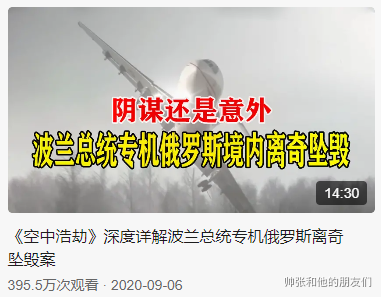 阴谋还是意外
波兰总统专机俄罗斯境内离奇坠毁
14:30
《空中浩劫》深度详解波兰总统专机俄罗斯离奇
坠毁案
395.5万次观看 · 2020-09-06
帅张和他的朋友们